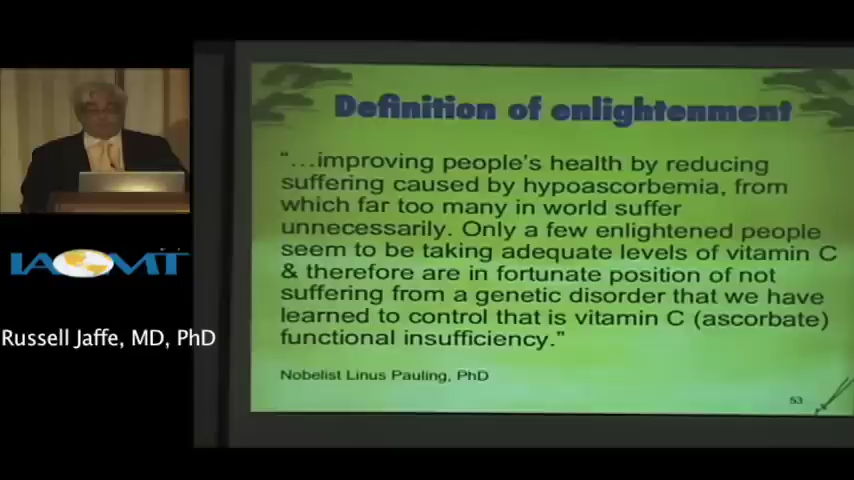 Definition of enlightenment
“...improving people's health by reducing
suffering caused by hypoascorbemia, from
which far too many in world suffer
unnecessarily. Only a few enlightened people
seem to be taking adequate levels of vitamin C
& therefore are in fortunate position of not
suffering from a genetic disorder that we have
learned to control that is vitamin C (ascorbate)
functional insufficiency.”
Nobelist Linus Pauling, PhD
53
IAOMT
Russell Jaffe, MD, PhD